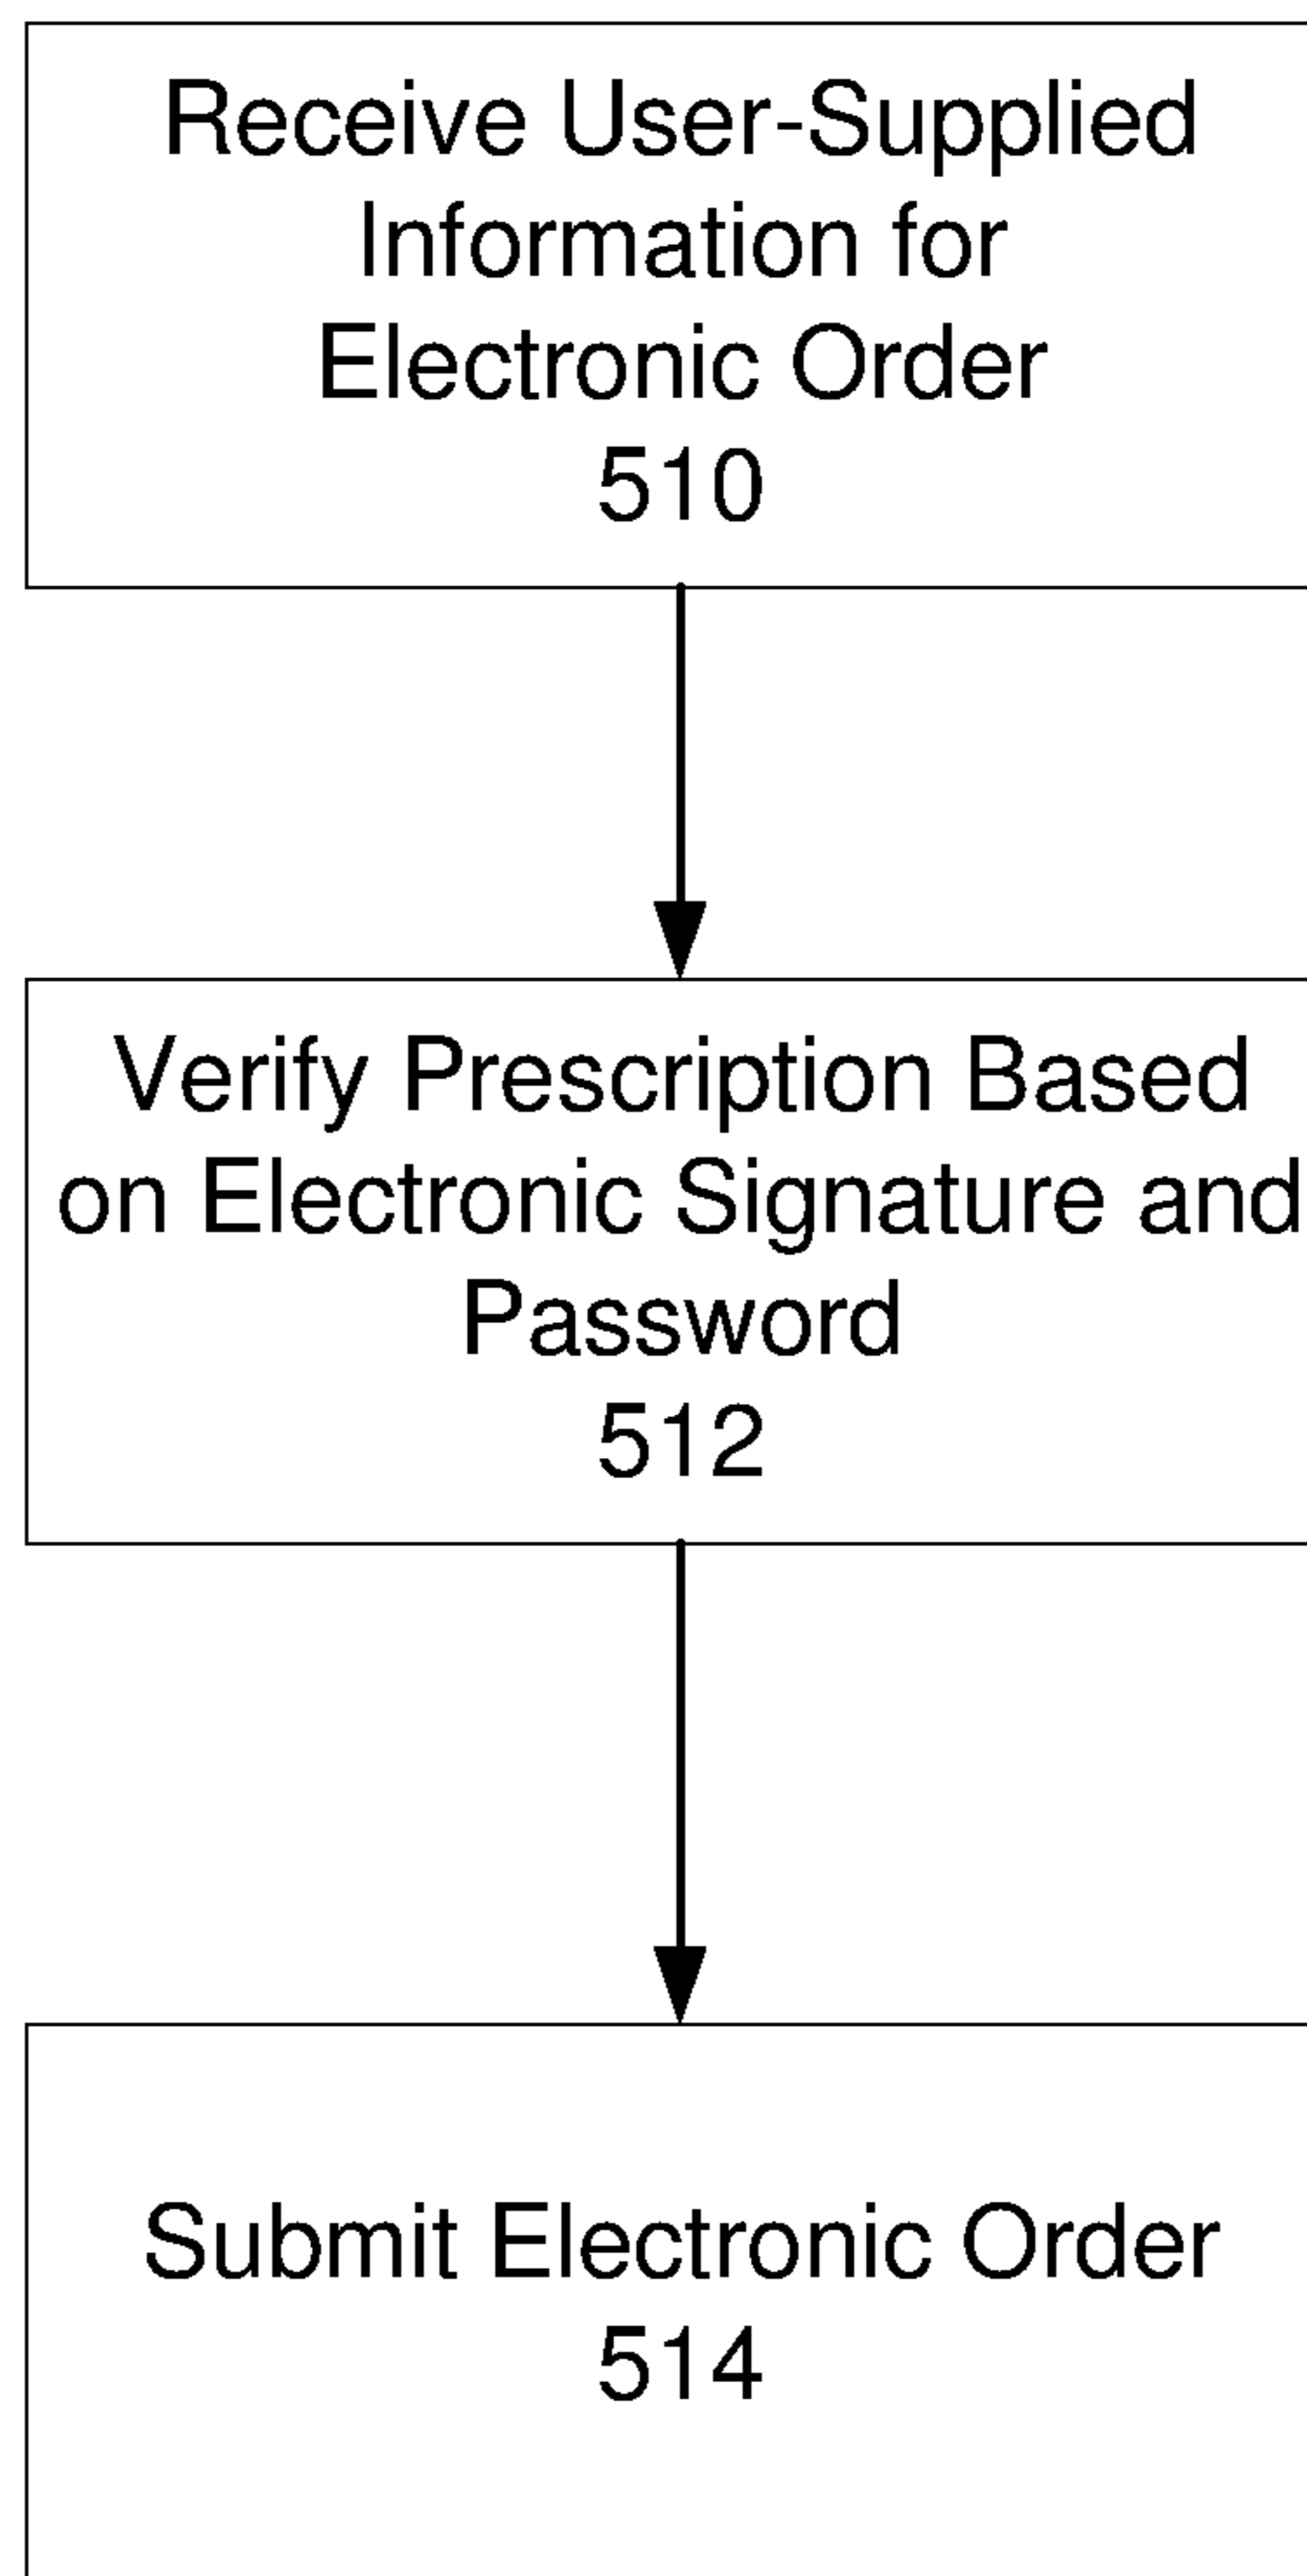 Receive User-Supplied
Information for
Electronic Order
510
Verify Prescription Based
on Electronic Signature and
Password
512
Submit Electronic Order
514